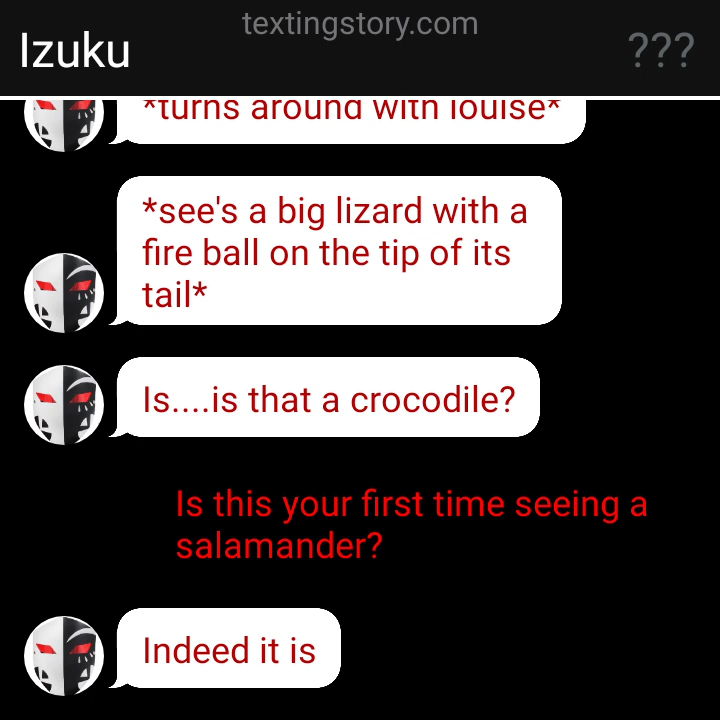 textingstory.com
Izuku
???
*turns around with louise*
*see's a big lizard with a
fire ball on the tip of its
tail*
Is....is that a crocodile?
Is this your first time seeing a
salamander?
Indeed it is